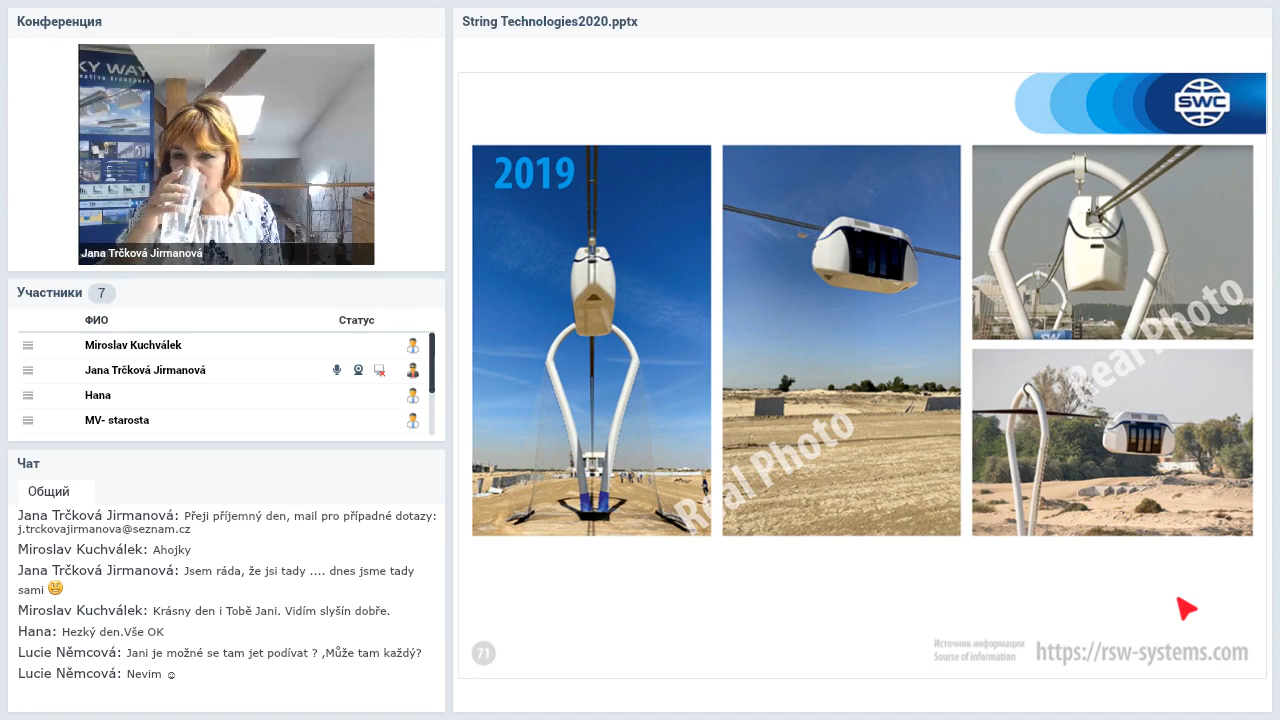 Конференция
KY WAY
Jana Trčková Jirmanová
Участники 7
ФИО Статус
Miroslav Kuchválek
Jana Trčková Jirmanová
Hana
MV- starosta
Чат
Общий
Jana Trčková Jirmanová: Přeji příjemný den, mail pro případné dotazy:
j.trckovajirmanova@seznam.cz
Miroslav Kuchválek: Ahojky
Jana Trčková Jirmanová: Jsem ráda, že jsi tady .... dnes jsme tady
sami
Miroslav Kuchválek: Krásny den i Tobě Jani. Vidím slyšín dobře.
Hana: Hezký den.Vše OK
Lucie Němcová: Jani je možné se tam jet podívat ? ,Může tam každý?
Lucie Němcová: Nevim ☺
String Technologies2020.pptx
SWC
2019
Real Photo
Real Photo
71
Источник информации
Sourse of information
https://rsw-systems.com